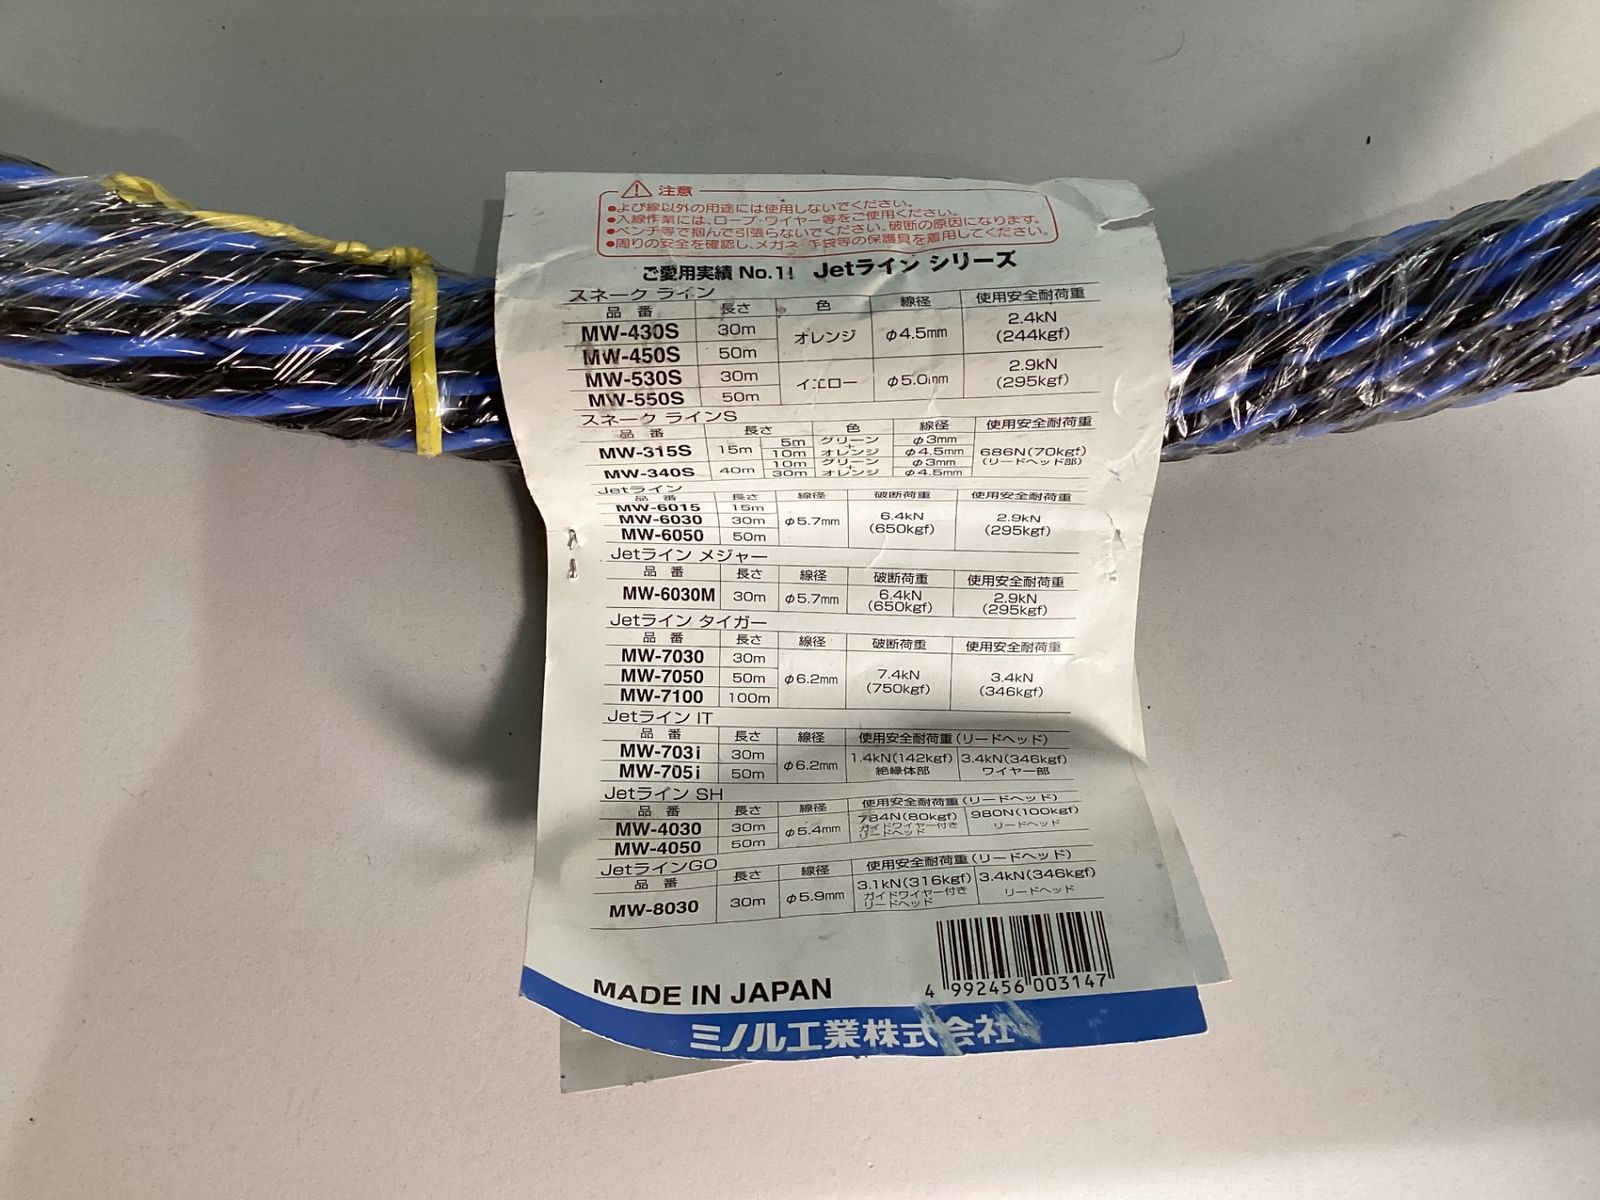 注意
●よび線以外の用途には使用しないでください。
●入線作業には、ロープ・ワイヤー等をご使用ください。
●ペンチ等で掴んで引張らないでください。破断の原因になります。
●周りの安全を確認し、メガネ、手袋等の保護具を着用してください。
ご愛用実績 No.1! Jetライン シリーズ
スネーク ライン
品 番 長さ 色 線径 使用安全耐荷重
MW-430S 30m オレンジ φ4.5mm 2.4kN (244kgf)
MW-450S 50m
MW-530S 30m イエロー φ5.0mm 2.9kN (295kgf)
MW-550S 50m
スネーク ラインS
品 番 長さ 色 線径 使用安全耐荷重
MW-315S 15m 5m グリーン φ3mm 686N(70kgf)
10m + オレンジ φ4.5mm (リードヘッド部)
MW-340S 40m 10m グリーン φ3mm
30m + オレンジ φ4.5mm
Jetライン
品 番 長さ 線径 破断荷重 使用安全耐荷重
MW-6015 15m
MW-6030 30m φ5.7mm 6.4kN (650kgf) 2.9kN (295kgf)
MW-6050 50m
Jetライン メジャー
品 番 長さ 線径 破断荷重 使用安全耐荷重
MW-6030M 30m φ5.7mm 6.4kN (650kgf) 2.9kN (295kgf)
Jetライン タイガー
品 番 長さ 線径 破断荷重 使用安全耐荷重
MW-7030 30m
MW-7050 50m φ6.2mm 7.4kN (750kgf) 3.4kN (346kgf)
MW-7100 100m
Jetライン IT
品 番 長さ 線径 使用安全耐荷重(リードヘッド)
MW-703i 30m φ6.2mm 1.4kN(142kgf) 3.4kN(346kgf)
MW-705i 50m 絶縁体部 ワイヤー部
Jetライン SH
品 番 長さ 線径 使用安全耐荷重(リードヘッド)
MW-4030 30m φ5.4mm 784N(80kgf) 980N(100kgf)
ガイドワイヤー付き リードヘッド
リードヘッド
MW-4050 50m
JetラインGO
品 番 長さ 線径 使用安全耐荷重(リードヘッド)
MW-8030 30m φ5.9mm 3.1kN(316kgf) 3.4kN(346kgf)
ガイドワイヤー付き リードヘッド
リードヘッド
MADE IN JAPAN
4 992456 003147
ミノル工業株式会社